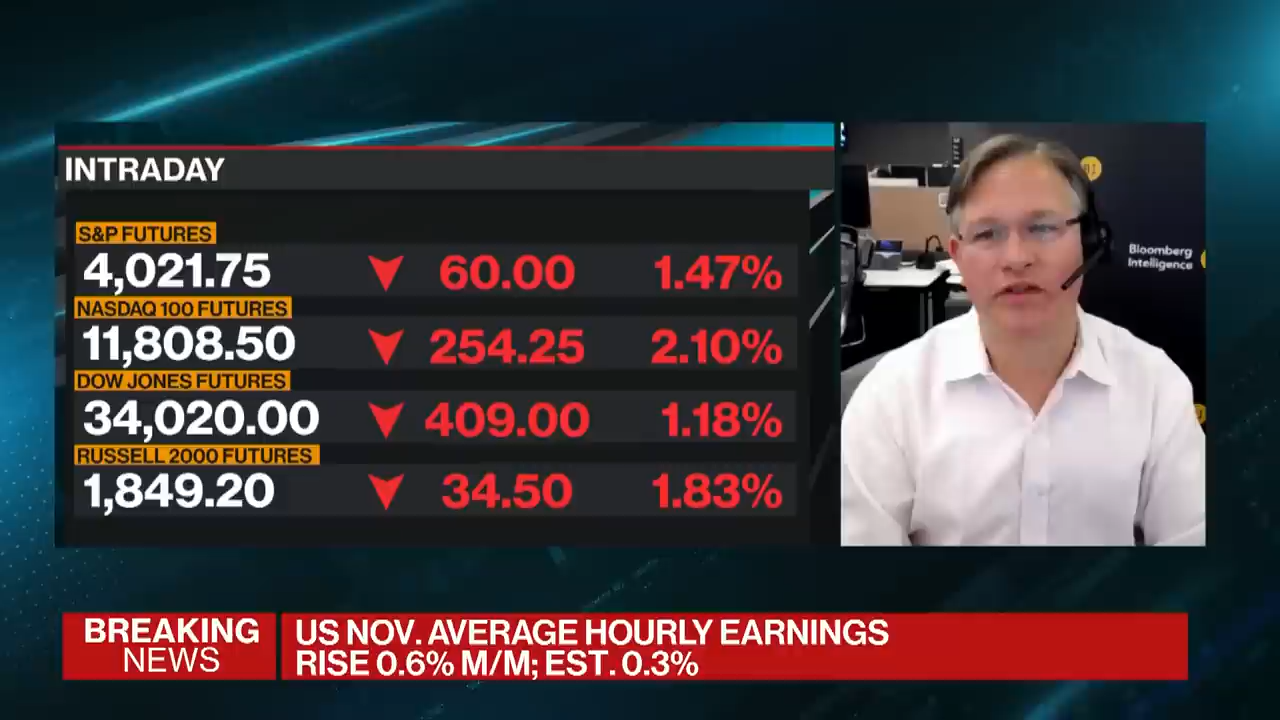 INTRADAY
S&P FUTURES
4,021.75 60.00 1.47%
NASDAQ 100 FUTURES
11,808.50 254.25 2.10%
DOW JONES FUTURES
34,020.00 409.00 1.18%
RUSSELL 2000 FUTURES
1,849.20 34.50 1.83%
Bloomberg
Intelligence
BREAKING
NEWS
US NOV. AVERAGE HOURLY EARNINGS
RISE 0.6% M/M; EST. 0.3%